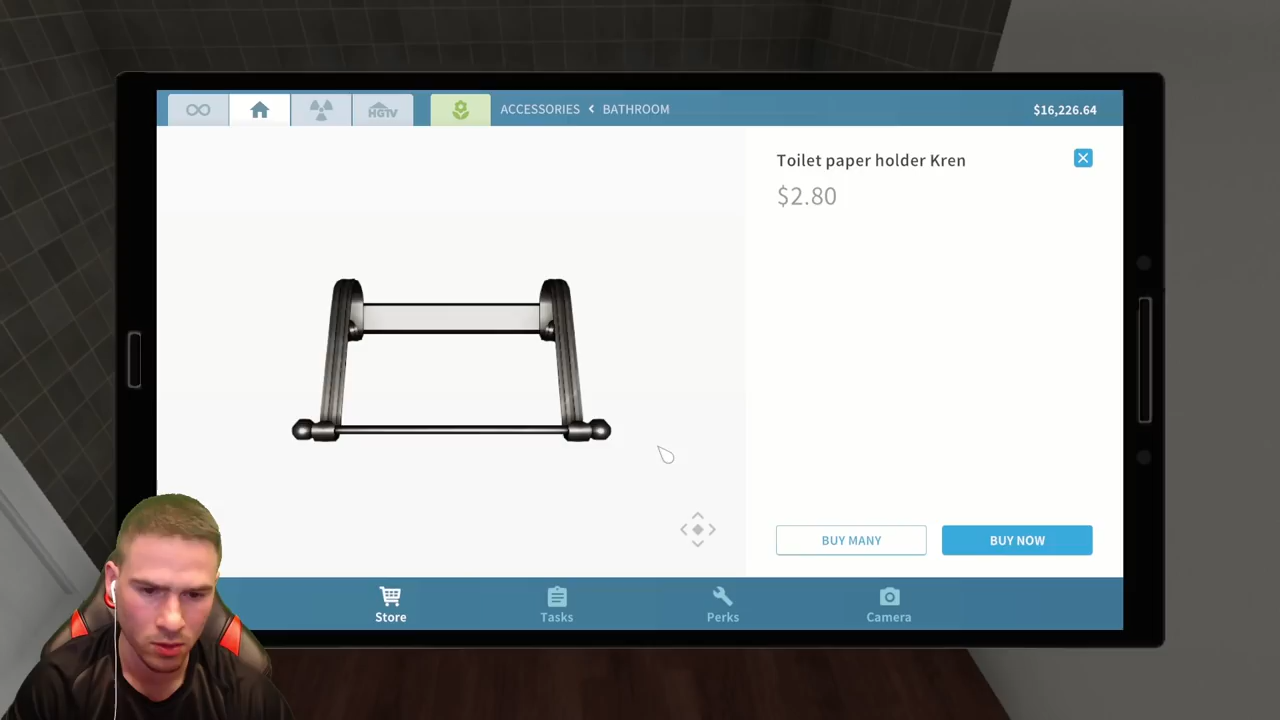 HGTV
ACCESSORIES < BATHROOM
$16,226.64
Toilet paper holder Kren
$2.80
BUY MANY
BUY NOW
Store
Tasks
Perks
Camera